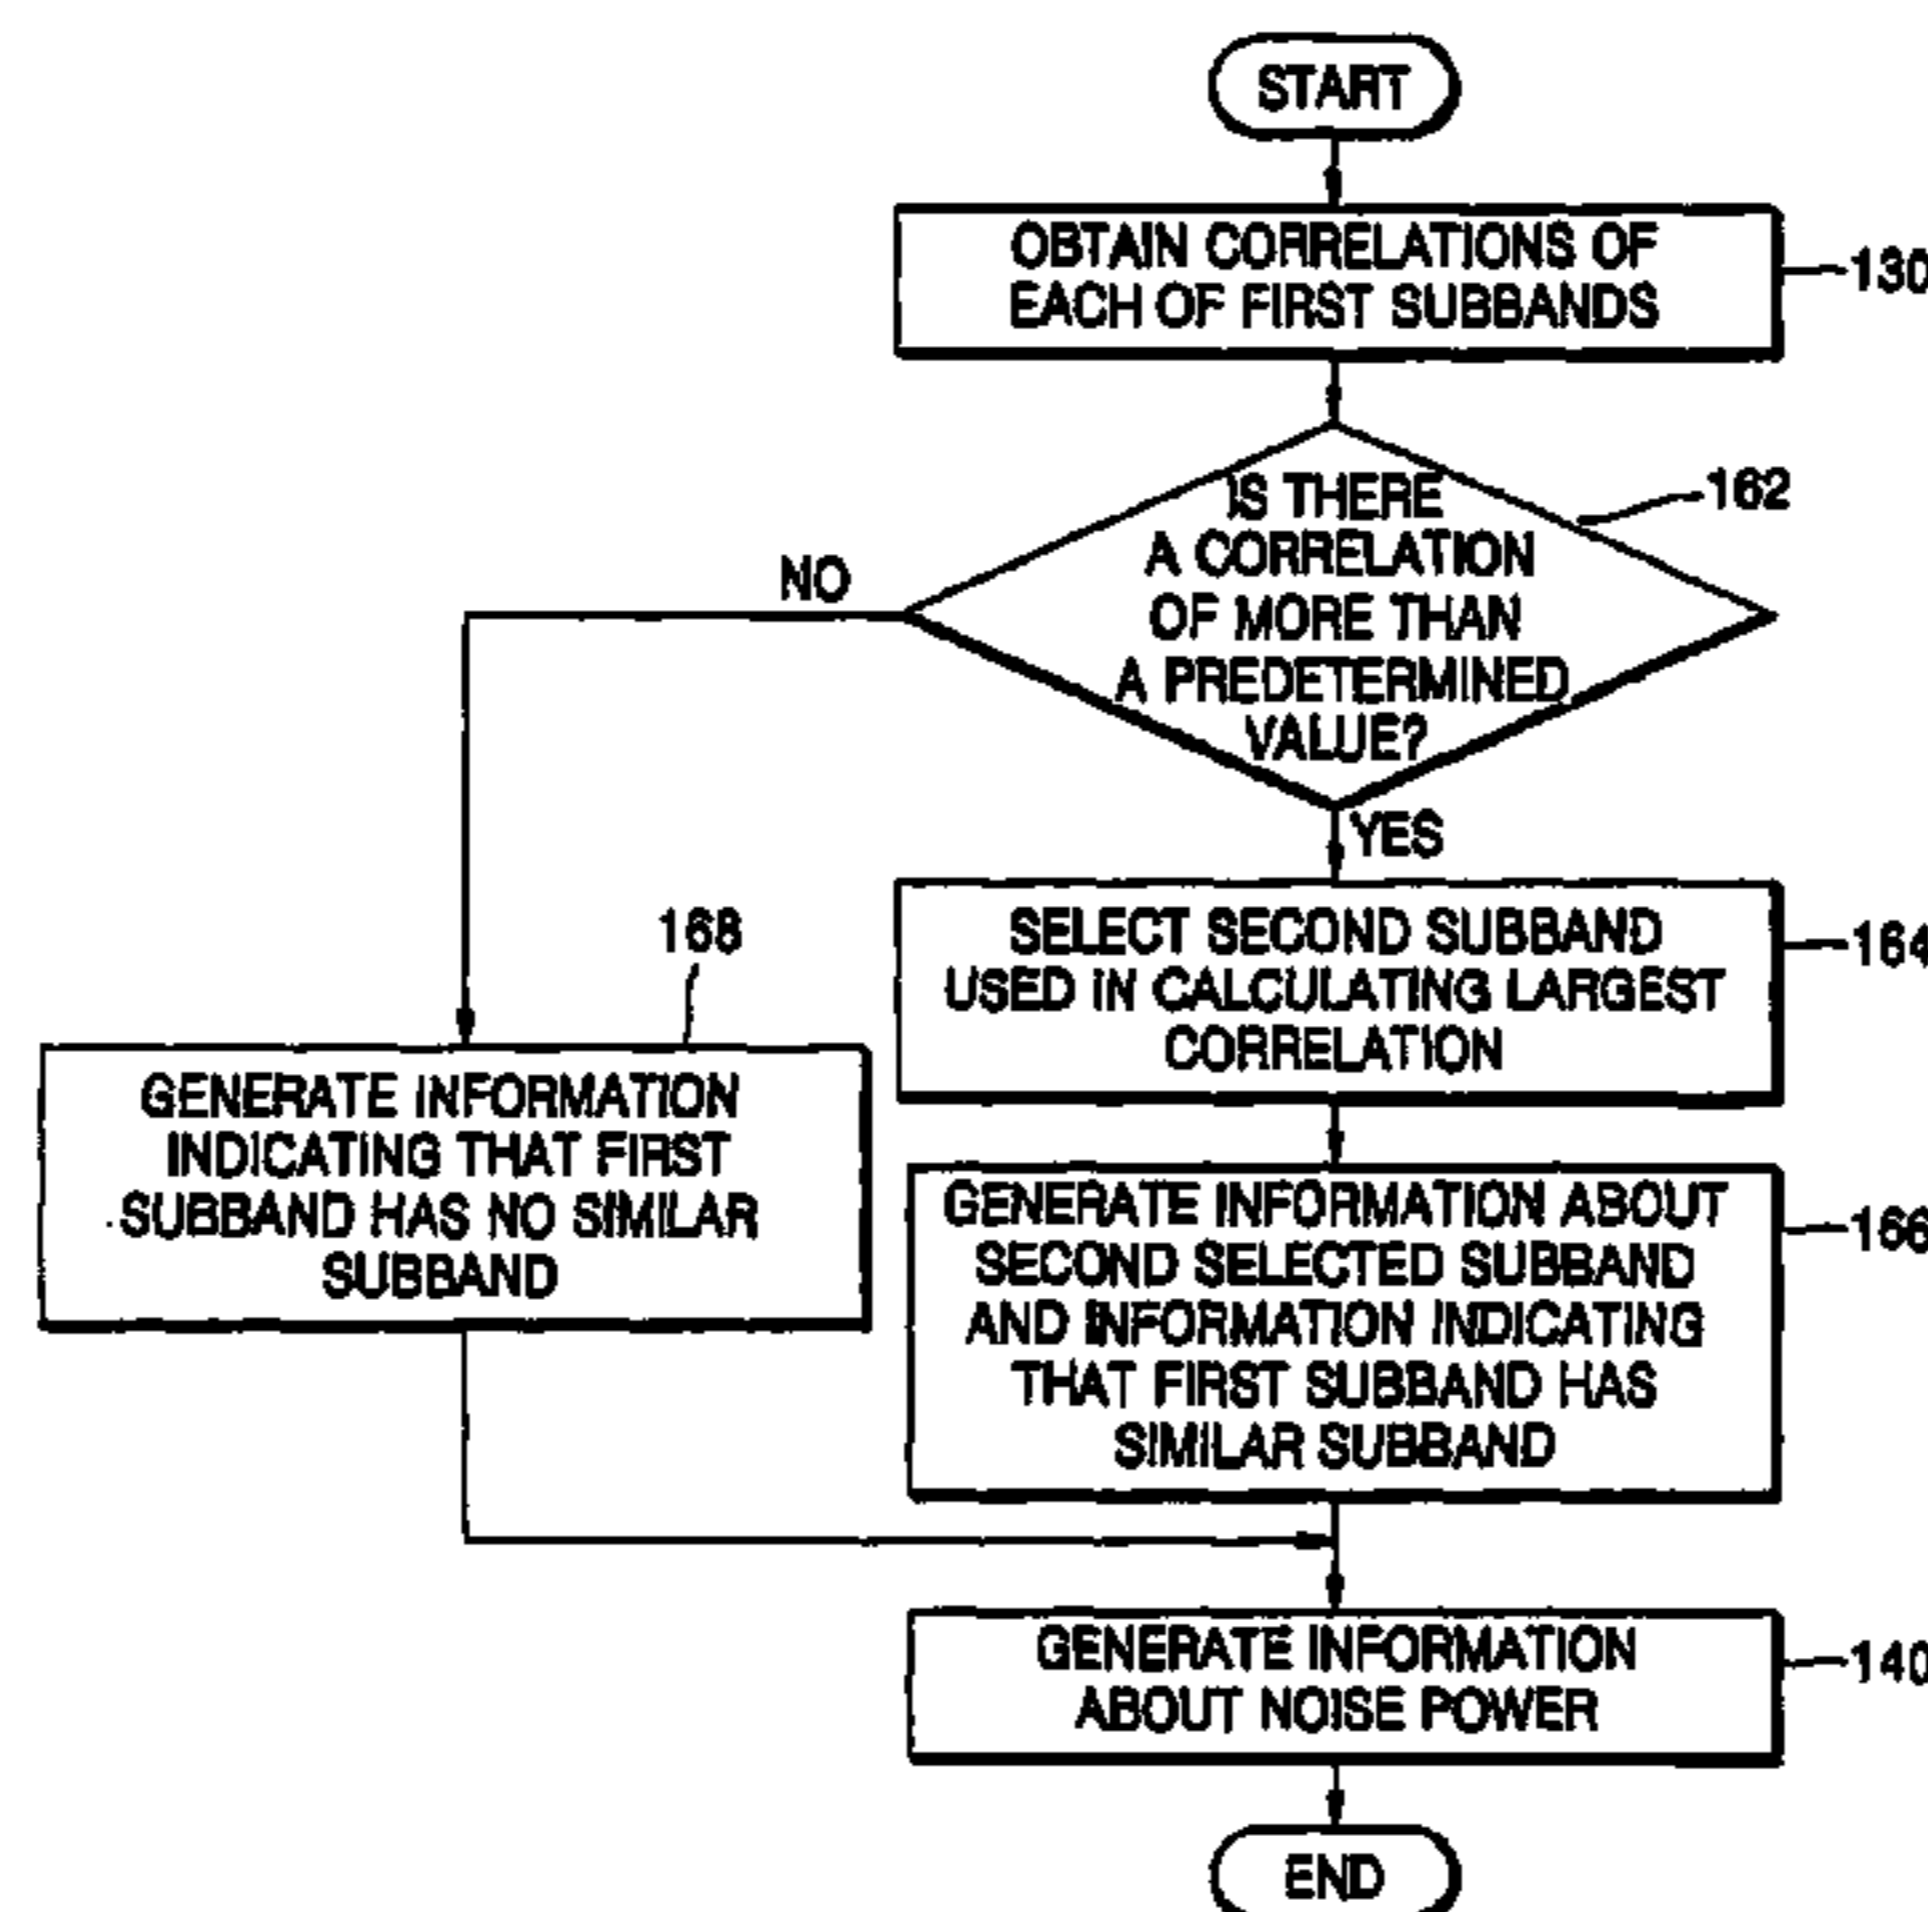 START
OBTAIN CORRELATIONS OF
EACH OF FIRST SUBBANDS
130
IS THERE
A CORRELATION
OF MORE THAN
A PREDETERMINED
VALUE?
162
NO
YES
SELECT SECOND SUBBAND
USED IN CALCULATING LARGEST
CORRELATION
164
168
GENERATE INFORMATION
INDICATING THAT FIRST
SUBBAND HAS NO SIMILAR
SUBBAND
GENERATE INFORMATION ABOUT
SECOND SELECTED SUBBAND
AND INFORMATION INDICATING
THAT FIRST SUBBAND HAS
SIMILAR SUBBAND
166
GENERATE INFORMATION
ABOUT NOISE POWER
140
END